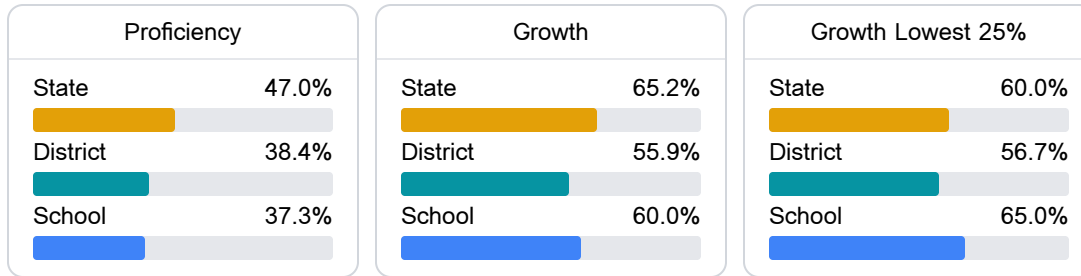 Proficiency
State 47.0%
District 38.4%
School 37.3%
Growth
State 65.2%
District 55.9%
School 60.0%
Growth Lowest 25%
State 60.0%
District 56.7%
School 65.0%